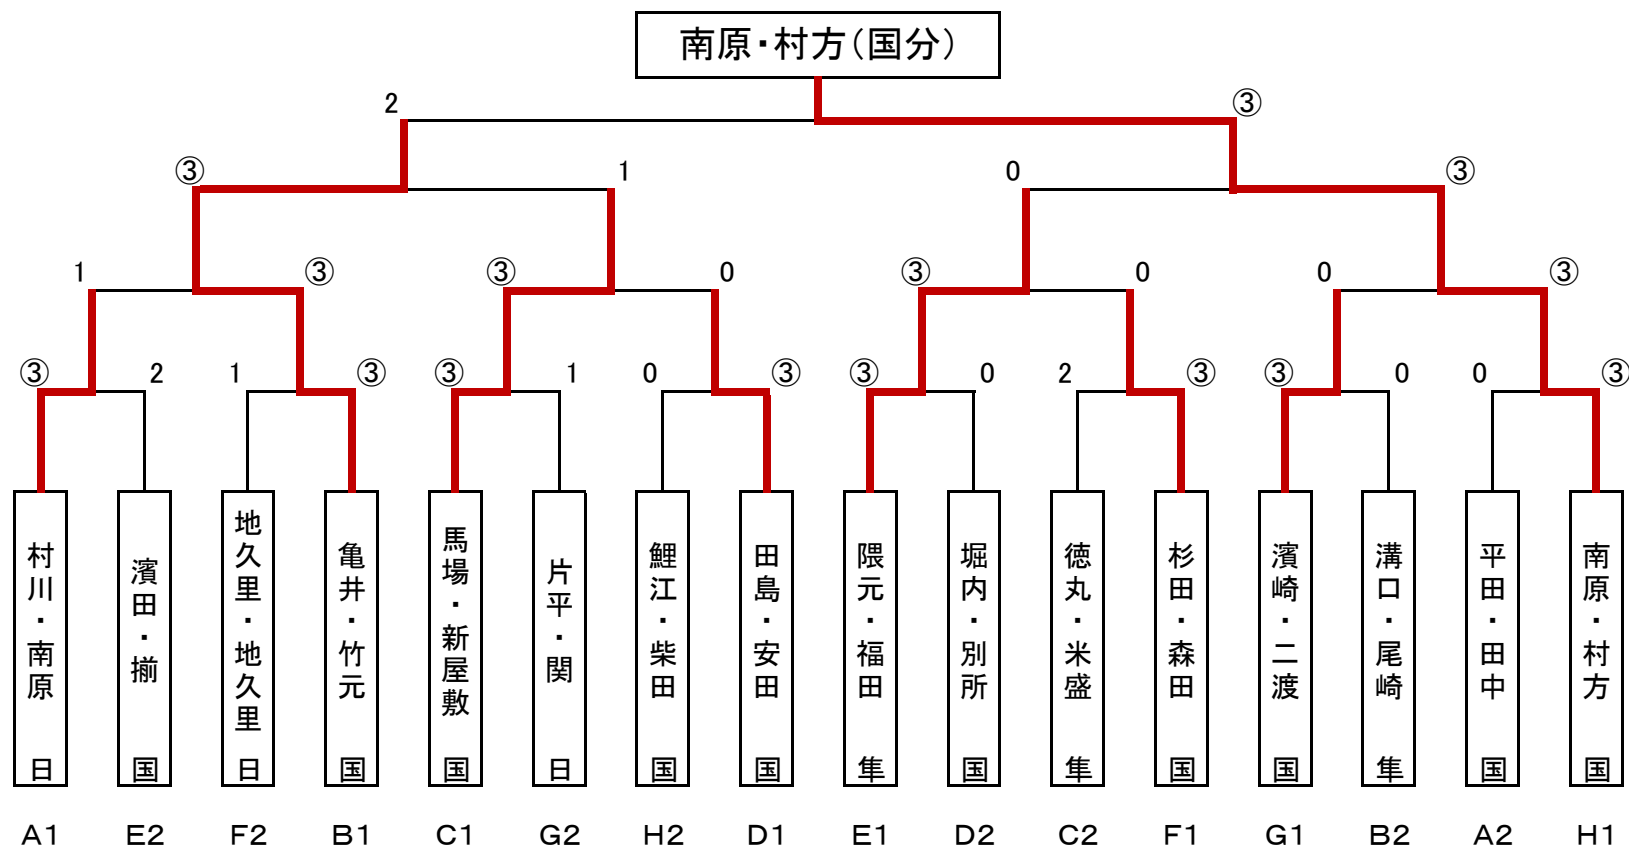 南原・村方（国分）
2 ③
③ 1 0 ③
1 ③ ③ 0 ③ 0 0 ③
③ 2 1 ③ ③ 1 0 ③ ③ 0 2 ③ ③ 0 0 ③
村川・南原 日
濱田・揃 国
地久里・地久里 日
亀井・竹元 国
馬場・新屋敷 国
片平・関 日
鯉江・柴田 国
田島・安田 国
隈元・福田 隼
堀内・別所 国
徳丸・米盛 隼
杉田・森田 国
濱崎・二渡 国
溝口・尾崎 隼
平田・田中 国
南原・村方 国
A1 E2 F2 B1 C1 G2 H2 D1 E1 D2 C2 F1 G1 B2 A2 H1